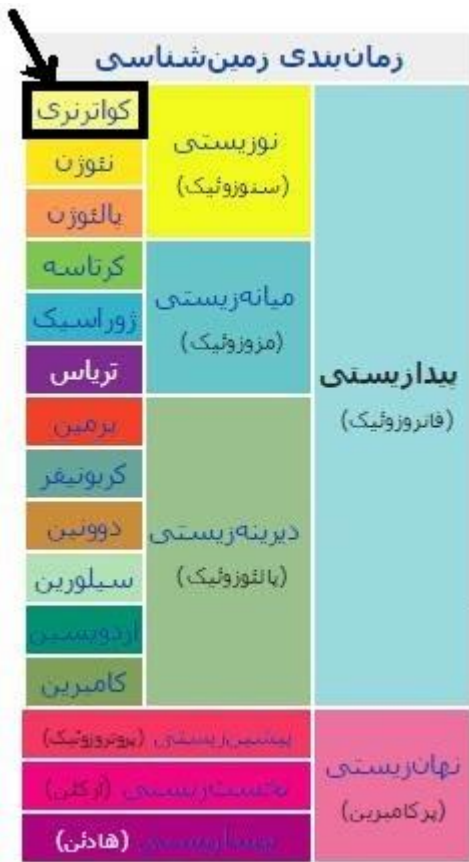 زمان‌بندی زمین‌شناسی
پیدازیستی
(فانروزوئیک)
نوزیستی
(سنوزوئیک)
کواترنری
نئوژن
پالئوژن
میانه‌زیستی
(مزوزوئیک)
کرتاسه
ژوراسیک
تریاس
دیرینه‌زیستی
(پالئوزوئیک)
پرمین
کربونیفر
دوونین
سیلورین
اردویسین
کامبرین
نهان‌زیستی
(پرکامبرین)
پیشین‌زیستی (پروتروزوئیک)
نخست‌زیستی (آرکئن)
(هادئن)